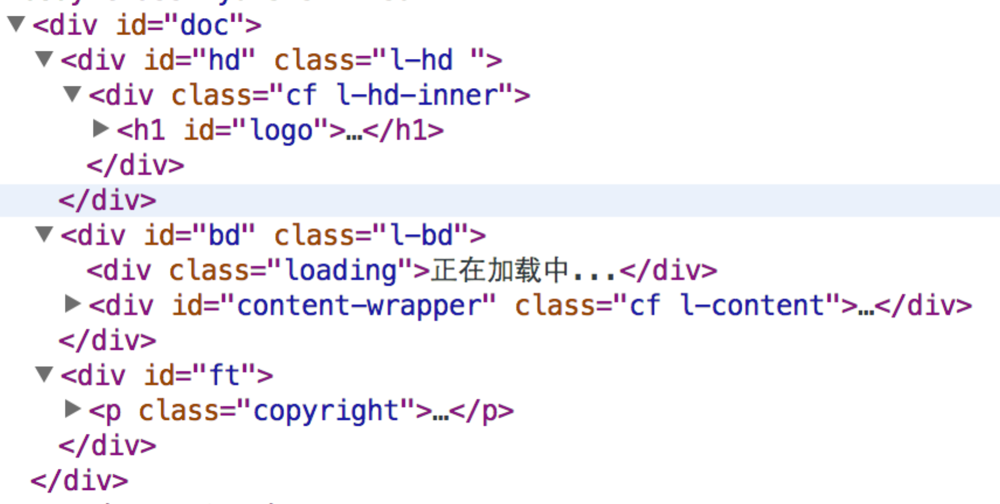 <div id="doc">
<div id="hd" class="l-hd ">
<div class="cf l-hd-inner">
<h1 id="logo">…</h1>
</div>
</div>
<div id="bd" class="l-bd">
<div class="loading">正在加载中...</div>
<div id="content-wrapper" class="cf l-content">…</div>
</div>
<div id="ft">
<p class="copyright">…</p>
</div>
</div>